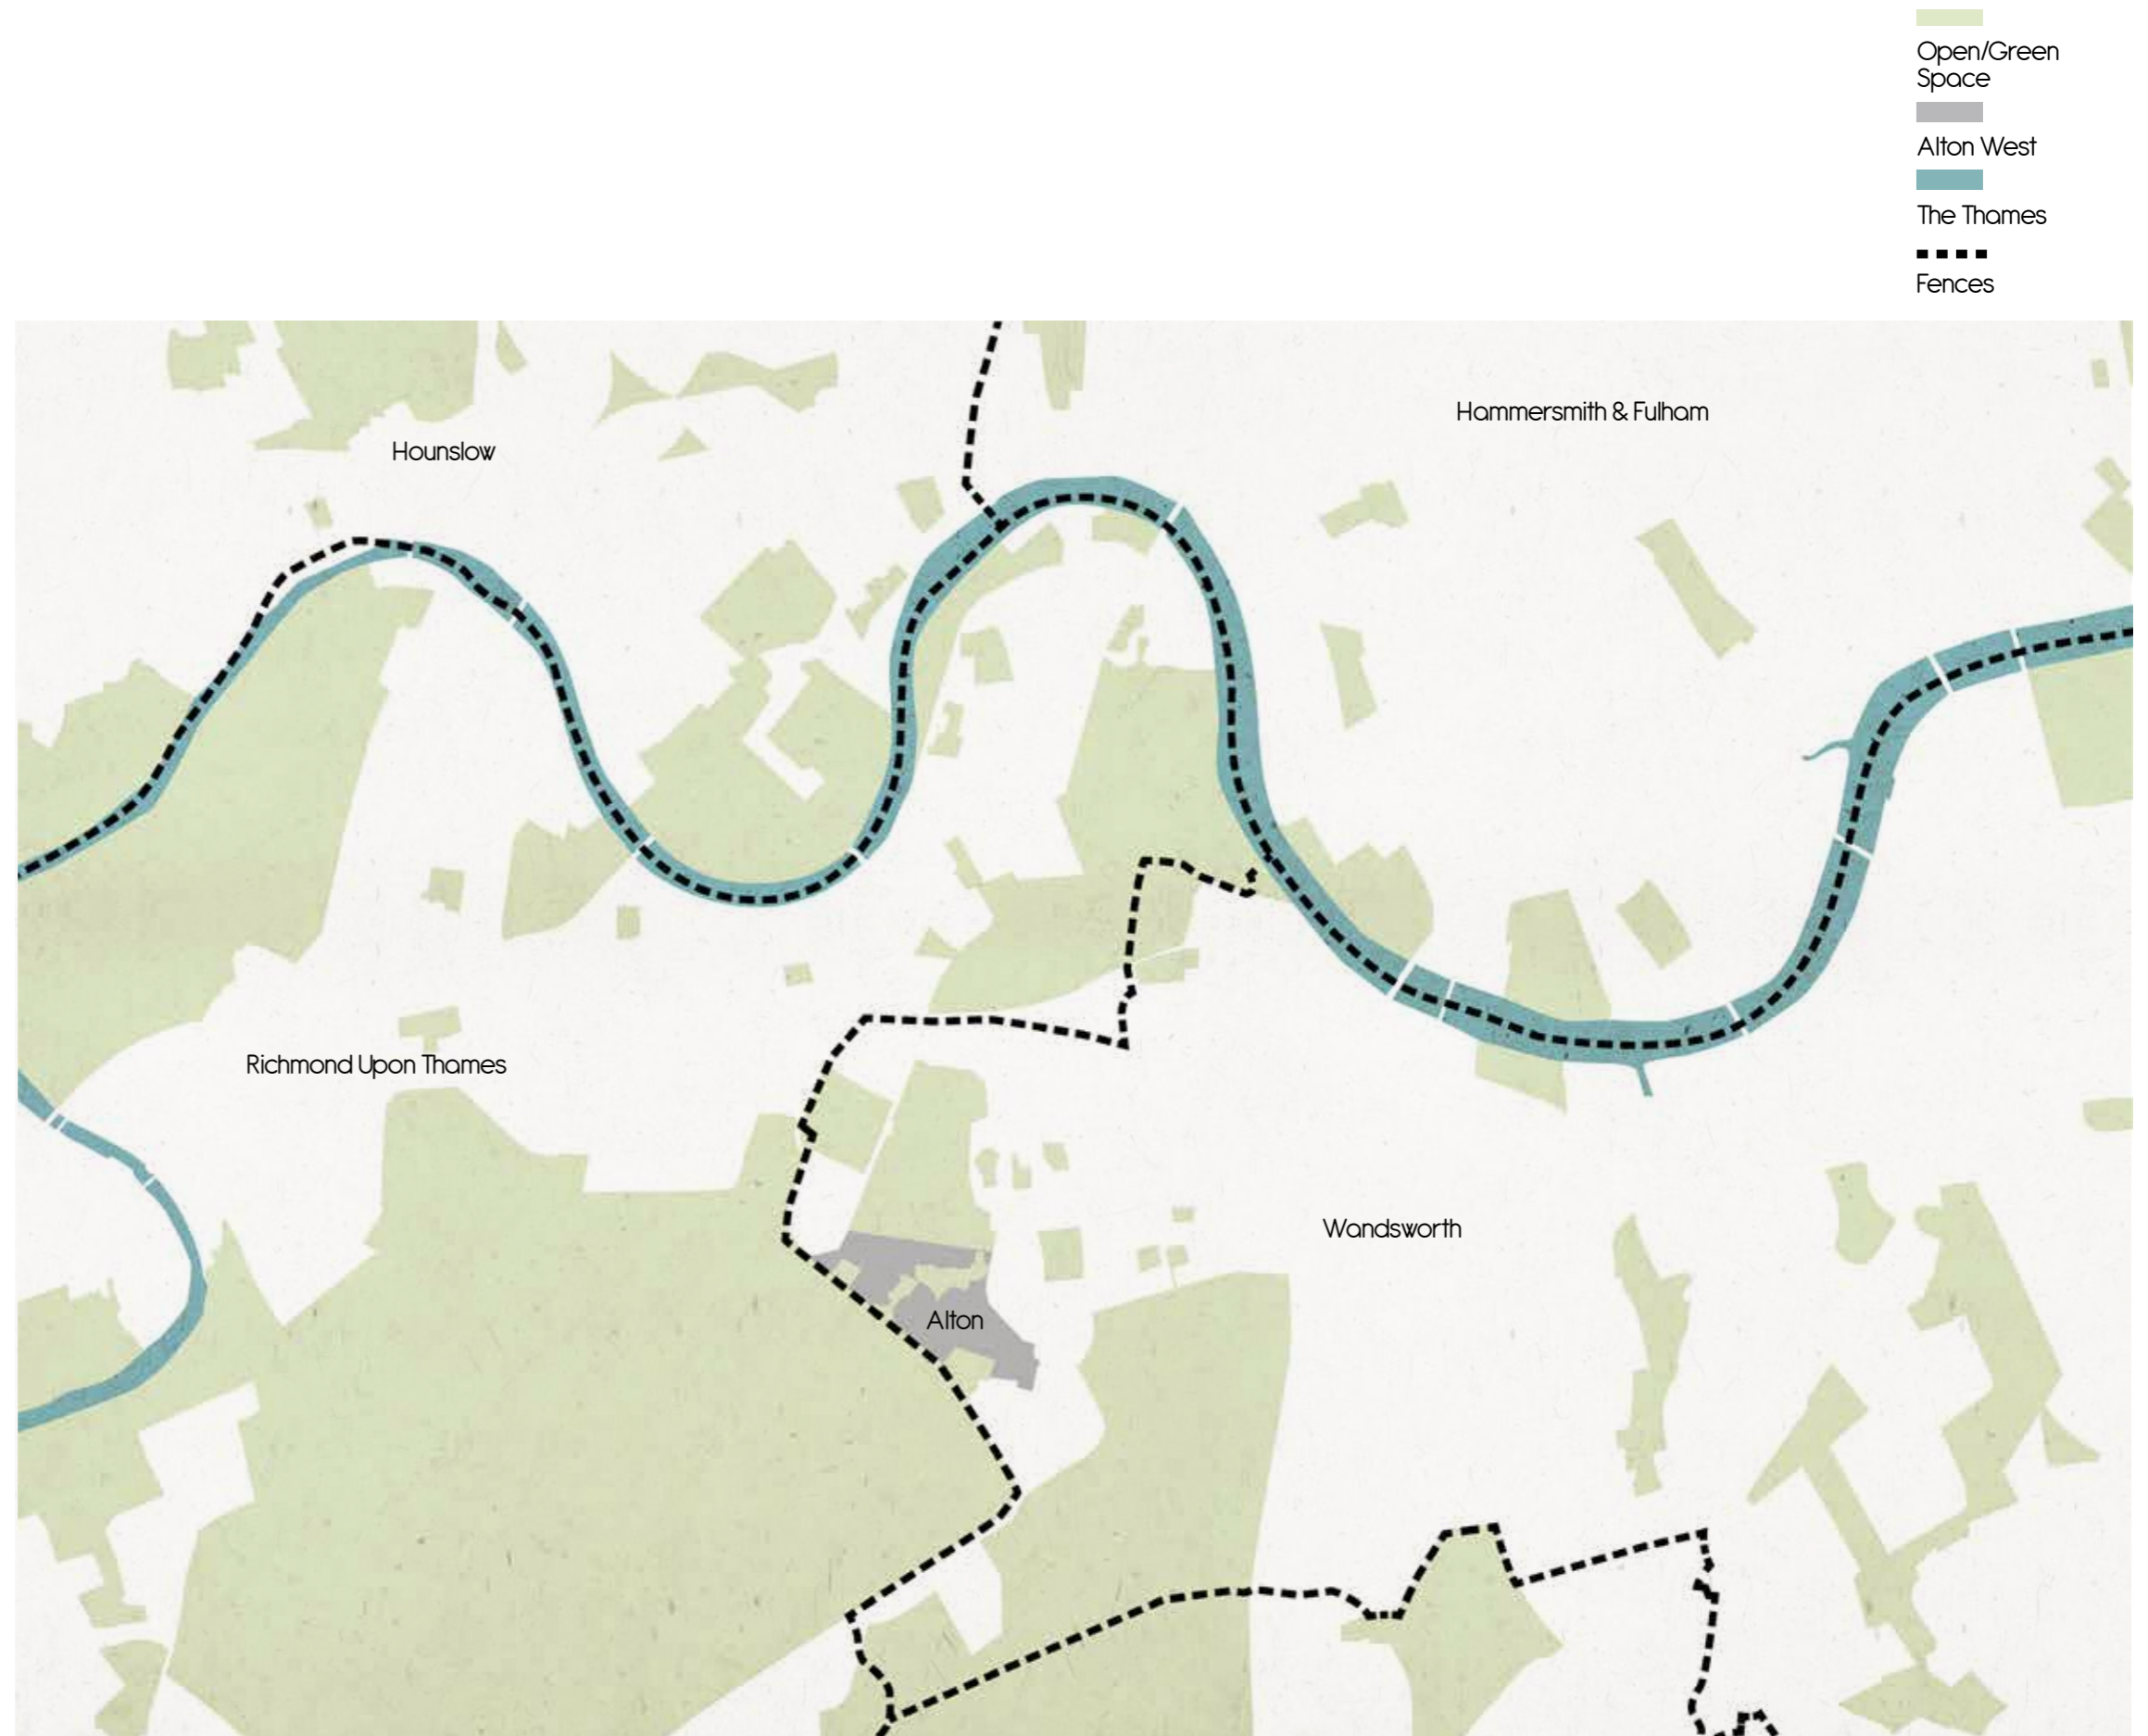 Open/Green
Space
Alton West
The Thames
Fences
Hammersmith & Fulham
Hounslow
Richmond Upon Thames
Wandsworth
Alton